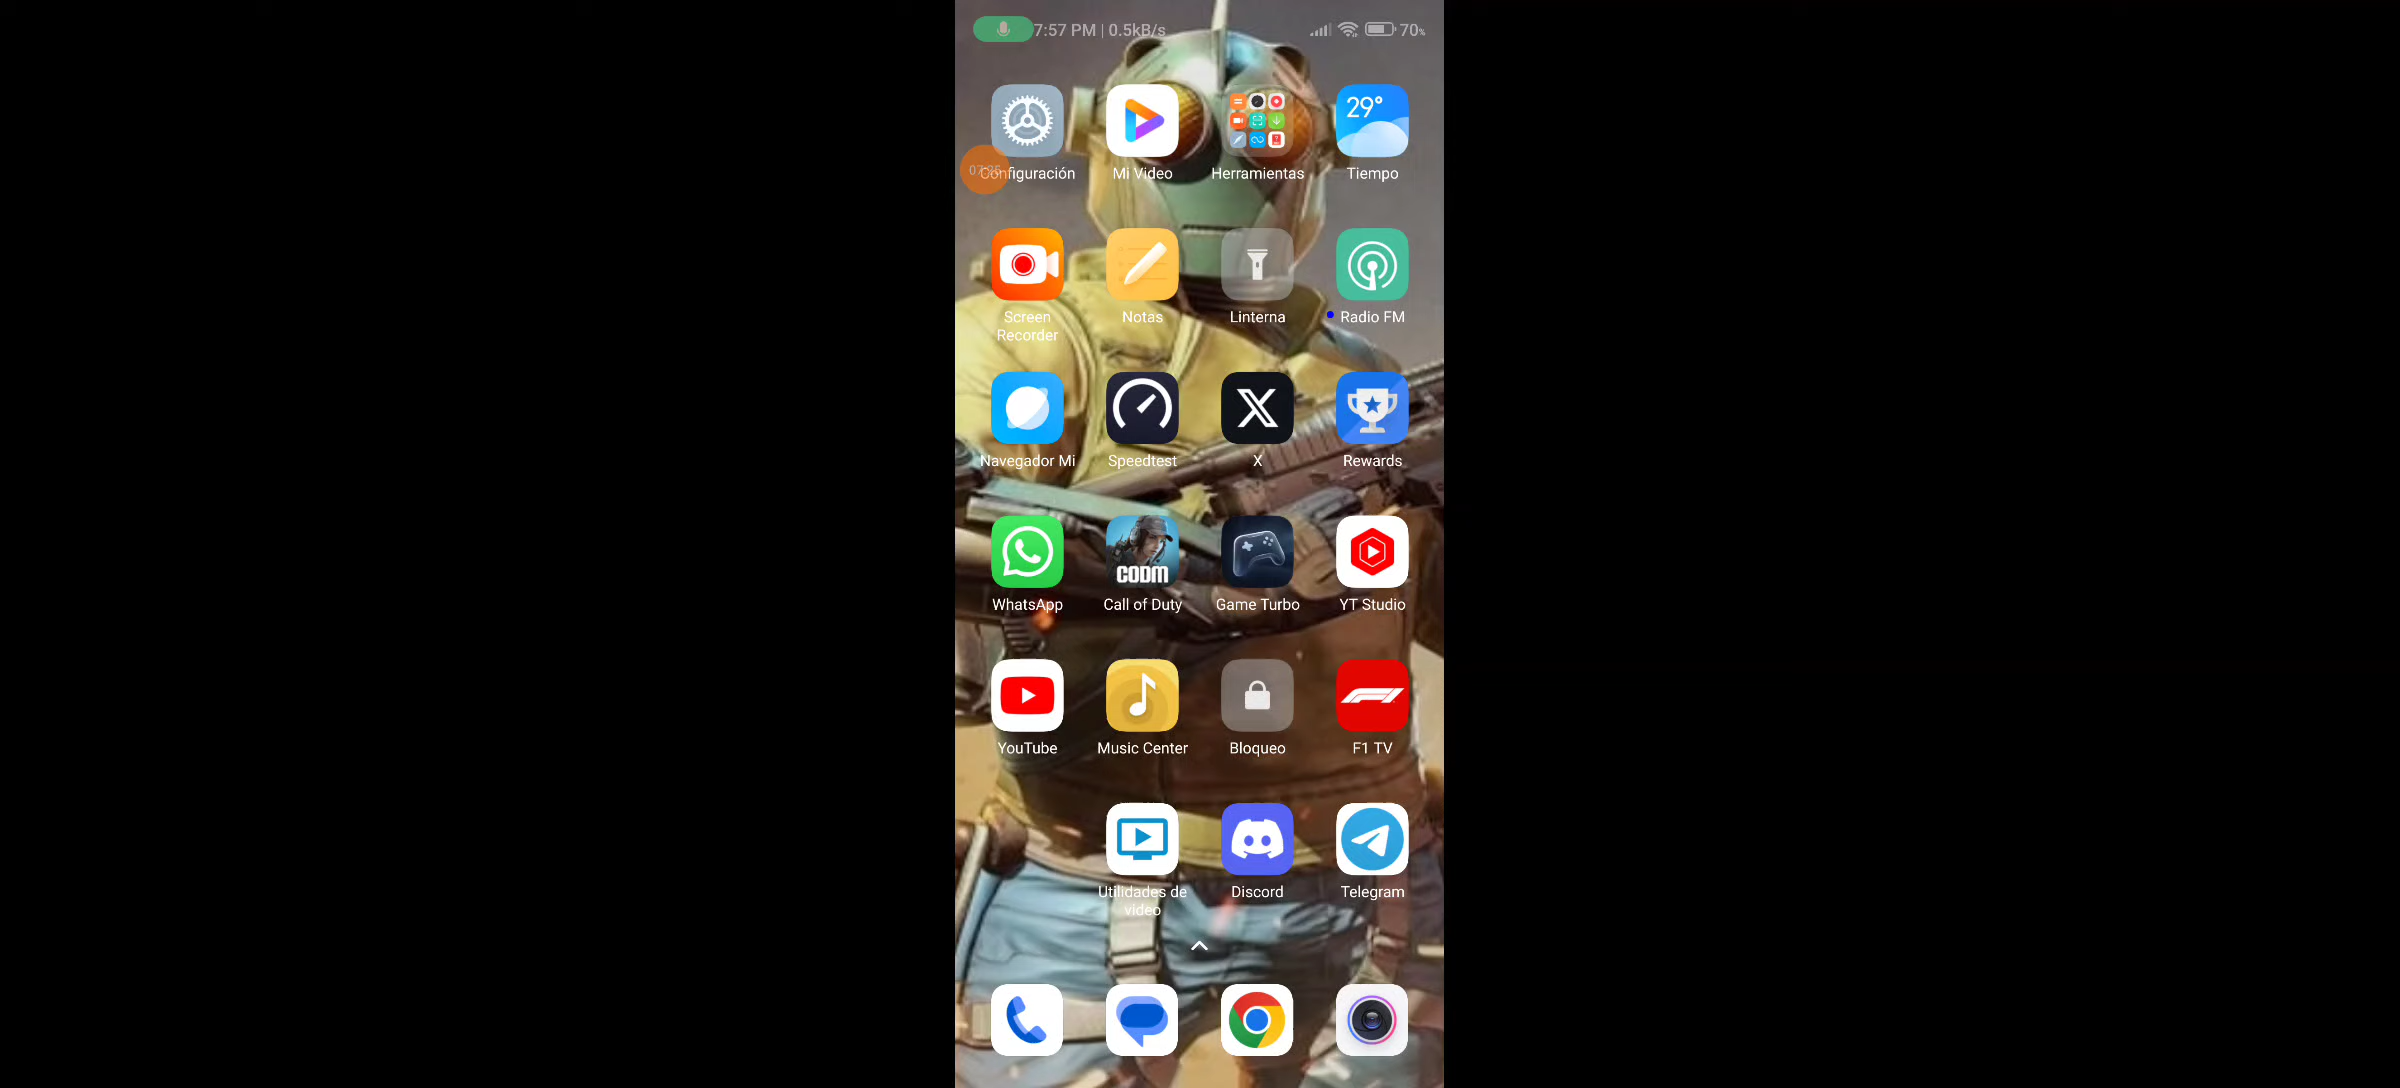 7:57 PM | 0.5kB/s 70%
29°
Configuración Mi Video Herramientas Tiempo
Screen Recorder Notas Linterna Radio FM
Navegador Mi Speedtest X Rewards
CODM
WhatsApp Call of Duty Game Turbo YT Studio
YouTube Music Center Bloqueo F1 TV
Utilidades de video Discord Telegram